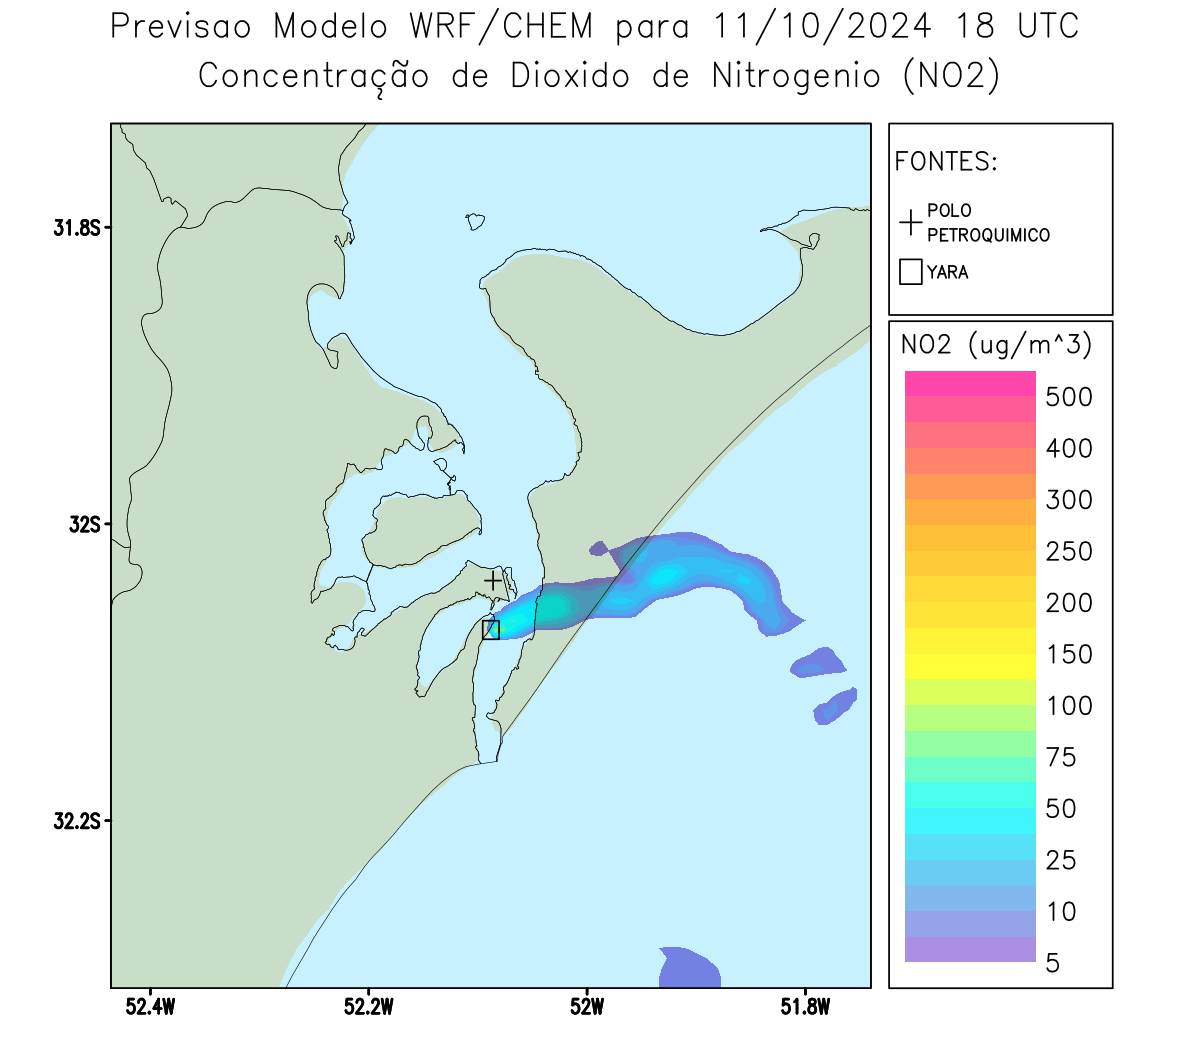 Previsao Modelo WRF/CHEM para 11/10/2024 18 UTC
Concentração de Dioxido de Nitrogenio (NO2)
FONTES:
POLO
PETROQUIMICO
YARA
NO2 (ug/m^3)
500
400
300
250
200
150
100
75
50
25
10
5
31.8S
32S
32.2S
52.4W
52.2W
52W
51.8W